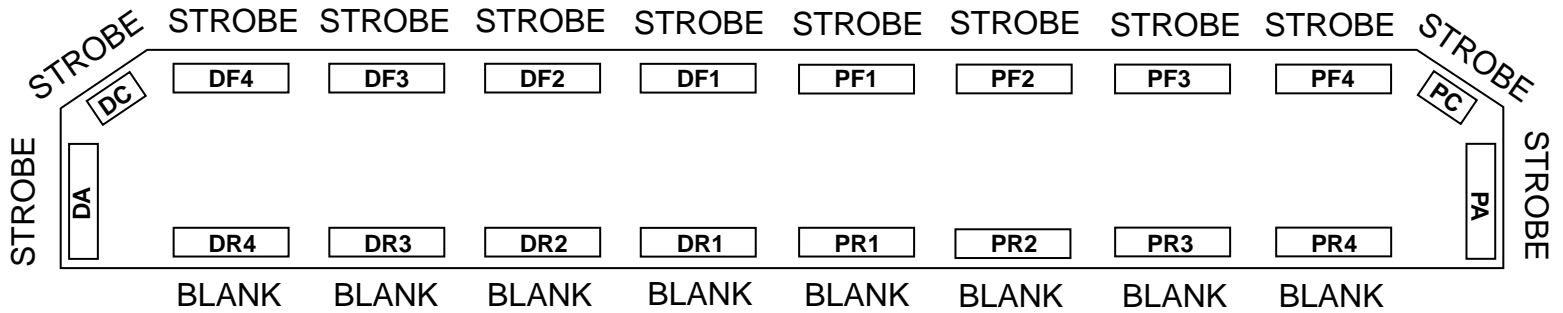 STROBE STROBE STROBE STROBE STROBE STROBE STROBE STROBE STROBE STROBE
DC DF4 DF3 DF2 DF1 PF1 PF2 PF3 PF4 PC
STROBE DA PA STROBE
DR4 DR3 DR2 DR1 PR1 PR2 PR3 PR4
BLANK BLANK BLANK BLANK BLANK BLANK BLANK BLANK